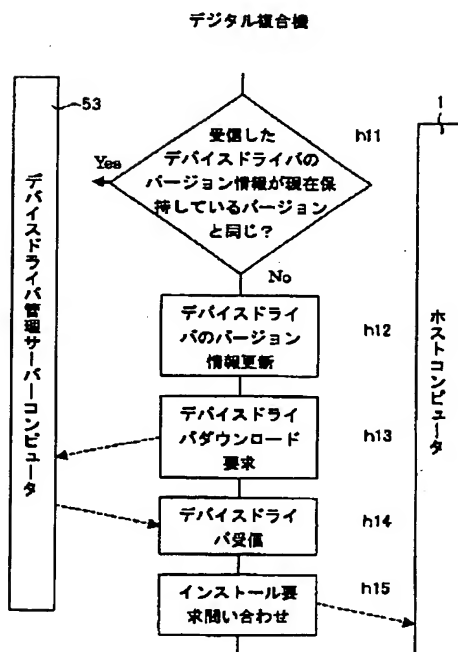 デジタル複合機
53
1
受信した
デバイスドライバの
バージョン情報が現在保
持しているバージョン
と同じ?
h11
Yes
No
デバイスドライ
バのバージョン
情報更新
h12
デバイスドライ
バダウンロード
要求
h13
デバイスドライ
バ受信
h14
インストール要
求問い合わせ
h15
デバイスドライバ管理サーバーコンピュータ
ホストコンピュータ